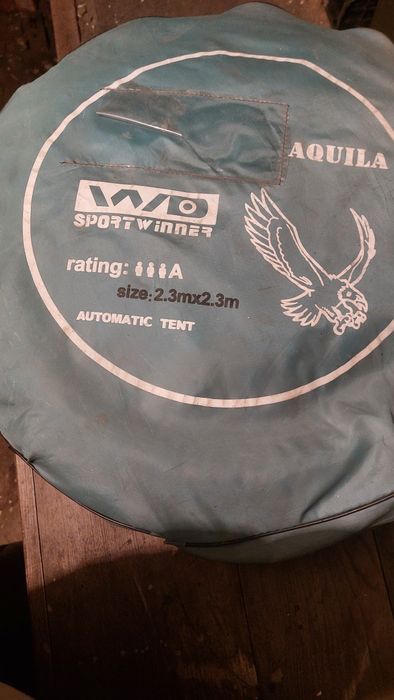 AQUILA
WD
SPORTWINNER
rating: A
size:2.3mx2.3m
AUTOMATIC TENT